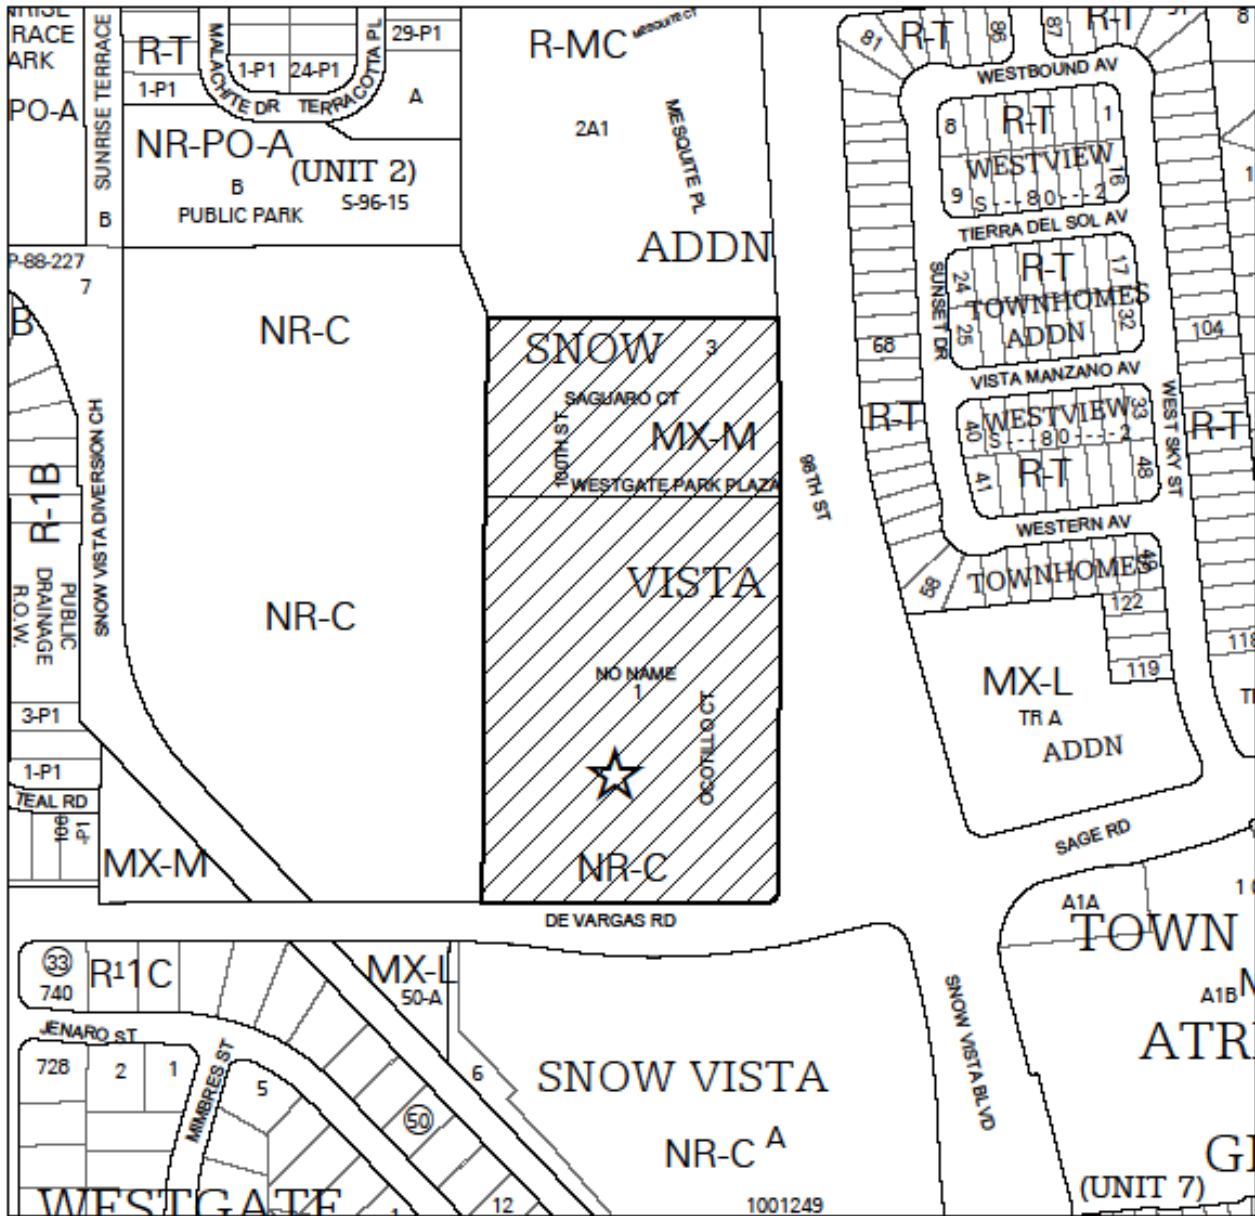 RACE
ARK
PO-A
SUNRISE TERRACE
B
R-T
1-P1
MALACHITE DR
1-P1
24-P1
TERRACOTTA PL
29-P1
A
NR-PO-A
(UNIT 2)
B
S-96-15
PUBLIC PARK
R-MC
MESQUITE CT
2A1
MESQUITE PL
ADDN
81
R-T
86
87
R-T
8
WESTBOUND AV
8
R-T
1
WESTVIEW
9
S---80---2
16
TIERRA DEL SOL AV
SUNSET DR
24
R-T
17
TOWNHOMES
25
ADDN
32
68
104
VISTA MANZANO AV
WEST SKY ST
R-T
WESTVIEW
33
R-T
40
S---80----2
41
R-T
48
WESTERN AV
58
TOWNHOMES
49
122
118
119
MX-L
TR A
ADDN
SAGE RD
P-88-227
7
B
NR-C
SNOW
3
SAGUARO CT
100TH ST
MX-M
WESTGATE PARK PLAZA
98TH ST
R-1B
SNOW VISTA DIVERSION CH
PUBLIC
DRAINAGE
R.O.W.
NR-C
VISTA
NO NAME
1
OCOTILLO CT
NR-C
3-P1
1-P1
TEAL RD
100
-P1
MX-M
DE VARGAS RD
A1A
1
TOWN
A1B
ATR
(UNIT 7)
SNOW VISTA BLVD
33
740
R-1C
1
MX-L
50-A
JENARO ST
728
2
1
MIMBRES ST
5
6
50
SNOW VISTA
NR-C
A
WESTGATE
1
12
1001249